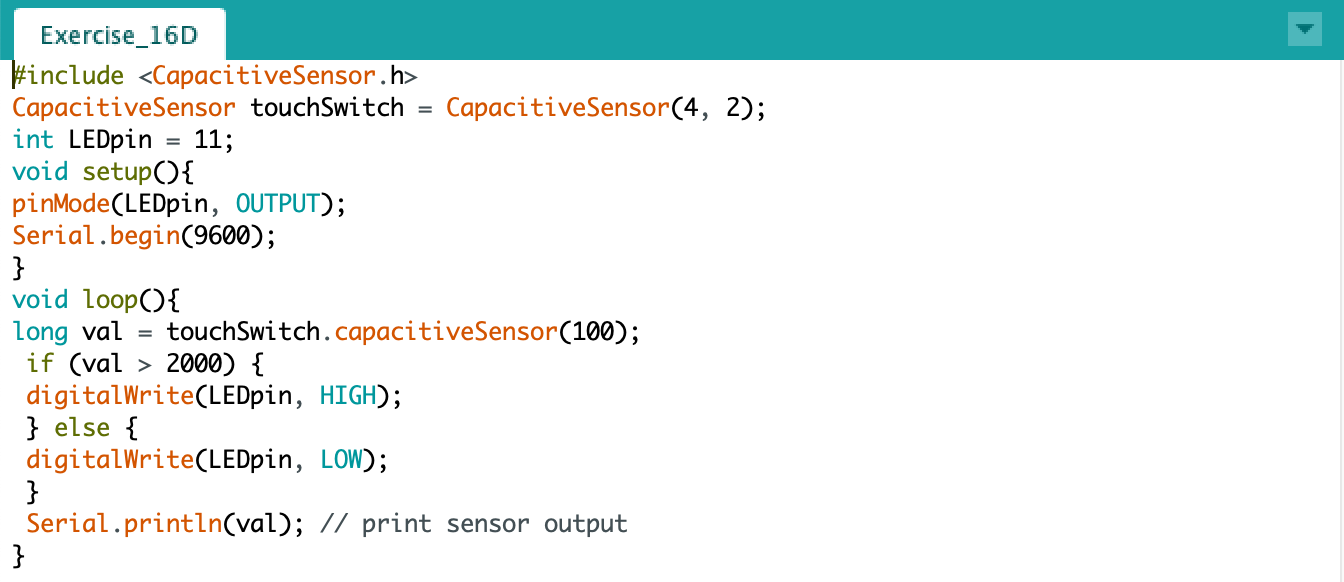 Exercise_16D
#include <CapacitiveSensor.h>
CapacitiveSensor touchSwitch = CapacitiveSensor(4, 2);
int LEDpin = 11;
void setup(){
pinMode(LEDpin, OUTPUT);
Serial.begin(9600);
}
void loop(){
long val = touchSwitch.capacitiveSensor(100);
 if (val > 2000) {
 digitalWrite(LEDpin, HIGH);
 } else {
 digitalWrite(LEDpin, LOW);
 }
 Serial.println(val); // print sensor output
}